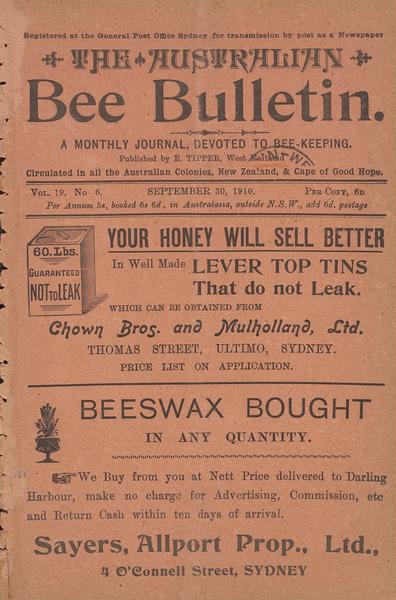 Registered at the General Post Office Sydney for transmission by post as a Newspaper
THE AUSTRALIAN
Bee Bulletin.
A MONTHLY JOURNAL, DEVOTED TO BEE-KEEPING.
Published by E. TIPPER, West Maitland
Circulated in all the Australian Colonies, New Zealand, & Cape of Good Hope.
VOL. 19, No 6. SEPTEMBER 30, 1910. PER COPY, 6D
Per Annum 5s, booked 6s 6d, in Australasia, outside N.S.W., add 6d. postage
60.Lbs.
GUARANTEED
NOT TO LEAK
YOUR HONEY WILL SELL BETTER
In Well Made LEVER TOP TINS
That do not Leak.
WHICH CAN BE OBTAINED FROM
Chown Bros. and Mulholland, Ltd.
THOMAS STREET, ULTIMO, SYDNEY.
PRICE LIST ON APPLICATION.
BEESWAX BOUGHT
IN ANY QUANTITY.
☞We Buy from you at Nett Price delivered to Darling
Harbour, make no charge for Advertising, Commission, etc
and Return Cash within ten days of arrival.
Sayers, Allport Prop., Ltd.,
4 O'Connell Street, SYDNEY